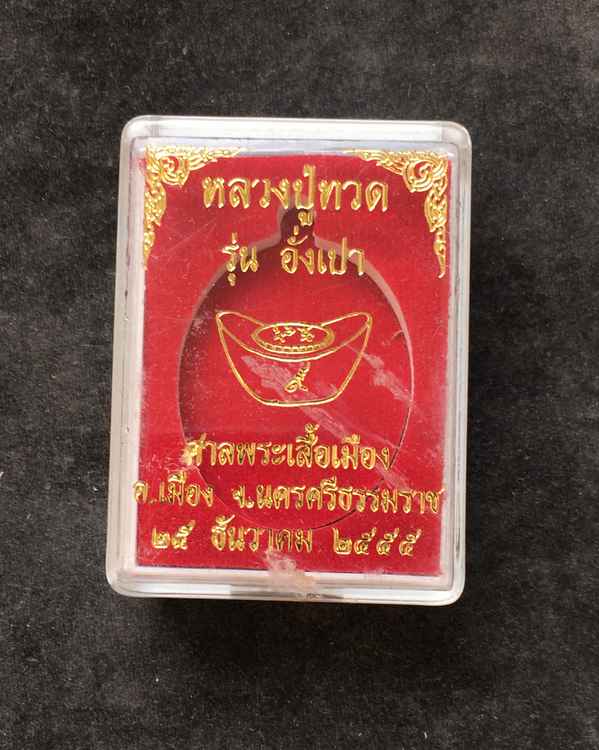 หลวงปู่ทวด
รุ่น อั่งเปา
ศาลพระเสื้อเมือง
อ.เมือง จ.นครศรีธรรมราช
๒๕ ธันวาคม ๒๕๕๕